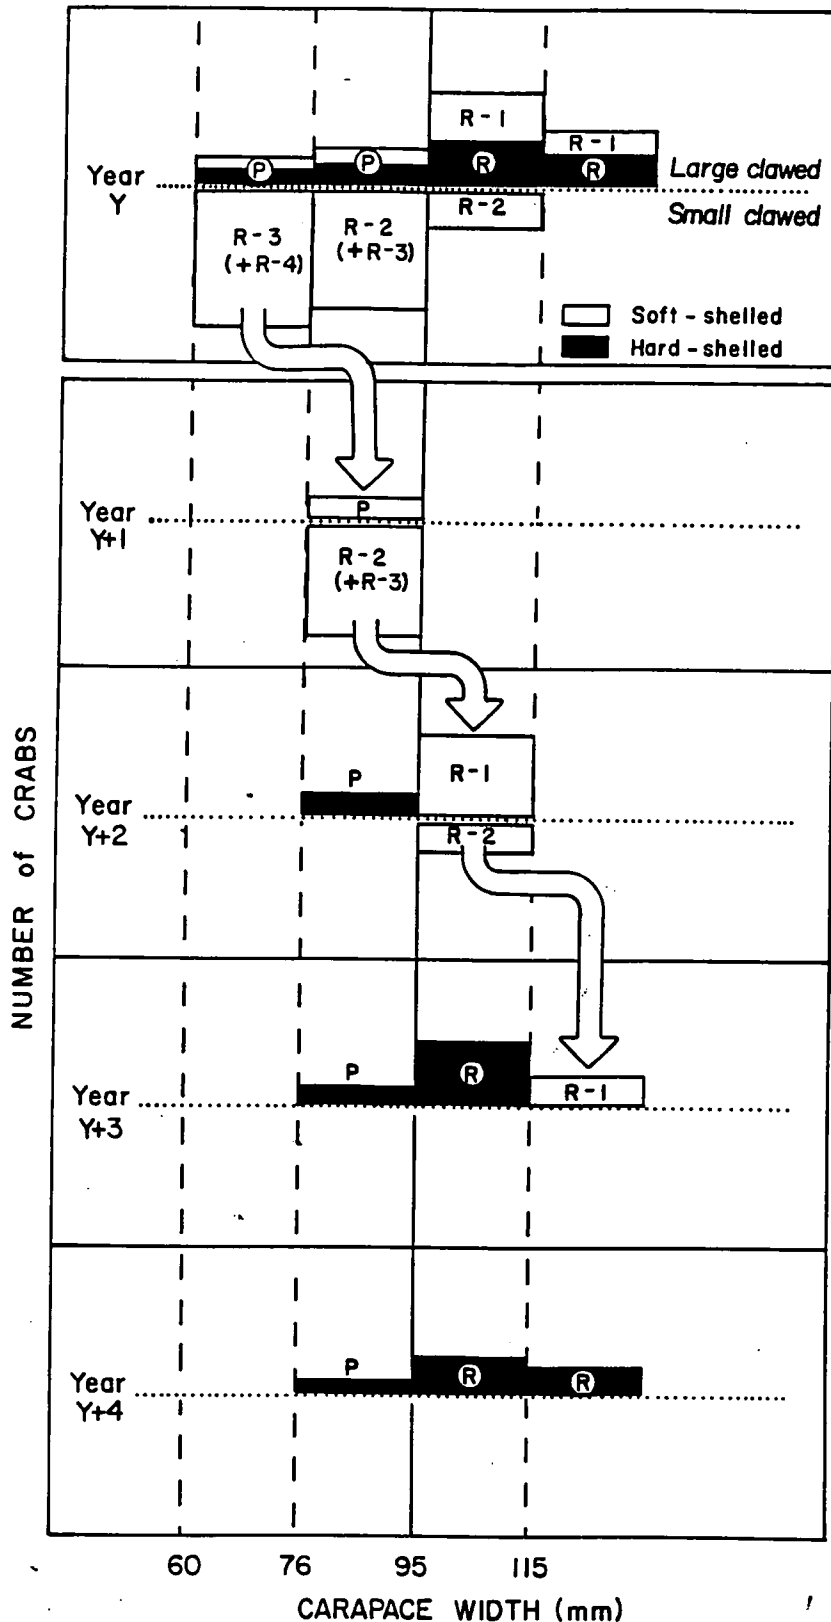 R-1
R-1
P
P
R
R
Large clawed
Year
Y
Small clawed
R-3
(+R-4)
R-2
(+R-3)
R-2
Soft - shelled
Hard - shelled
Year
Y+1
P
R-2
(+R-3)
Year
Y+2
P
R-1
R-2
Year
Y+3
P
R
R-1
Year
Y+4
P
R
R
NUMBER of CRABS
60 76 95 115
CARAPACE WIDTH (mm)